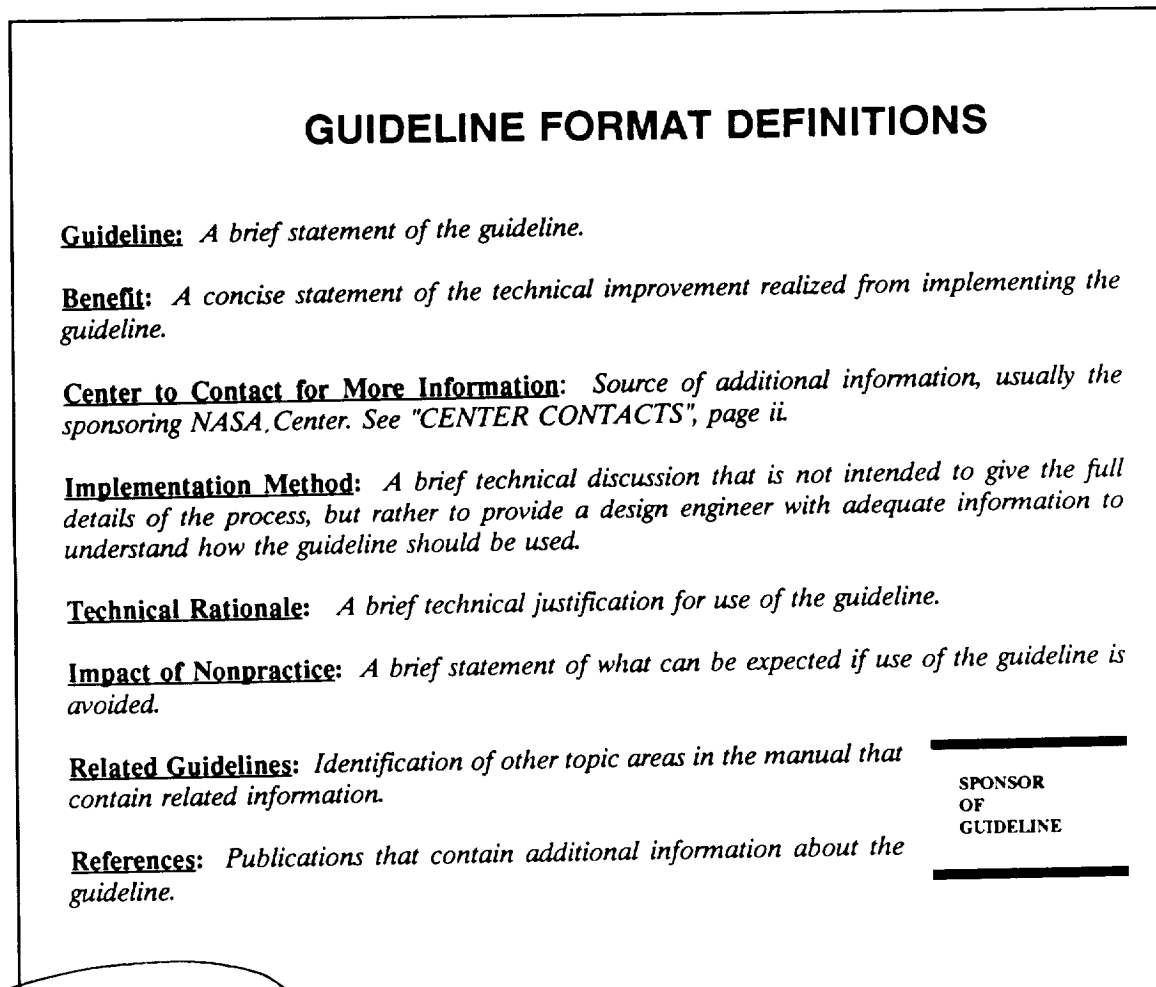 GUIDELINE FORMAT DEFINITIONS
Guideline: A brief statement of the guideline.
Benefit: A concise statement of the technical improvement realized from implementing the
guideline.
Center to Contact for More Information: Source of additional information, usually the
sponsoring NASA Center. See "CENTER CONTACTS", page ii.
Implementation Method: A brief technical discussion that is not intended to give the full
details of the process, but rather to provide a design engineer with adequate information to
understand how the guideline should be used.
Technical Rationale: A brief technical justification for use of the guideline.
Impact of Nonpractice: A brief statement of what can be expected if use of the guideline is
avoided.
Related Guidelines: Identification of other topic areas in the manual that
contain related information.
References: Publications that contain additional information about the
guideline.
SPONSOR
OF
GUIDELINE